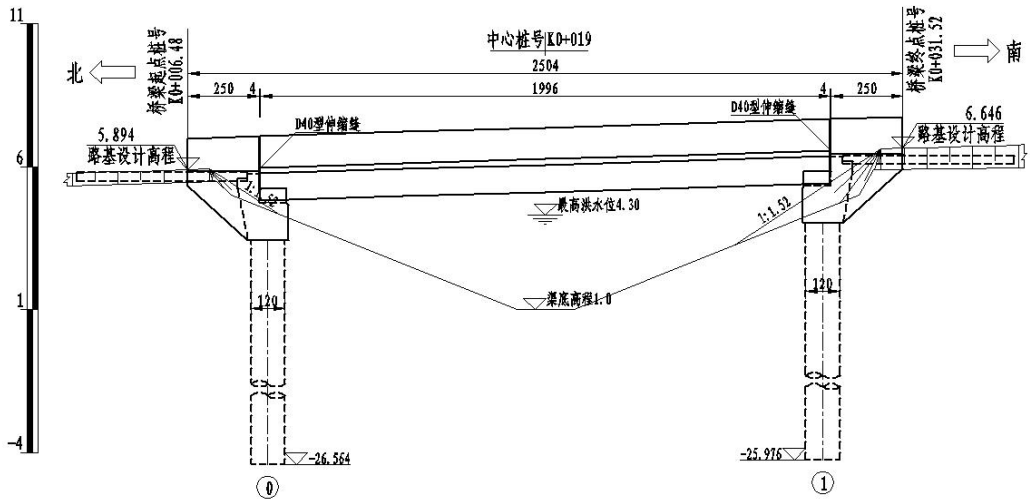 11
6
1
-4
北
桥梁起点桩号
K0+006.48
中心桩号K0+019
桥梁终点桩号
K0+031.52
南
2504
250
4
1996
4
250
D40型伸缩缝
D40型伸缩缝
5.894
路基设计高程
6.646
路基设计高程
1:1.52
最高洪水位4.30
1:1.52
渠底高程1.0
120
120
-26.564
-25.976
0
1